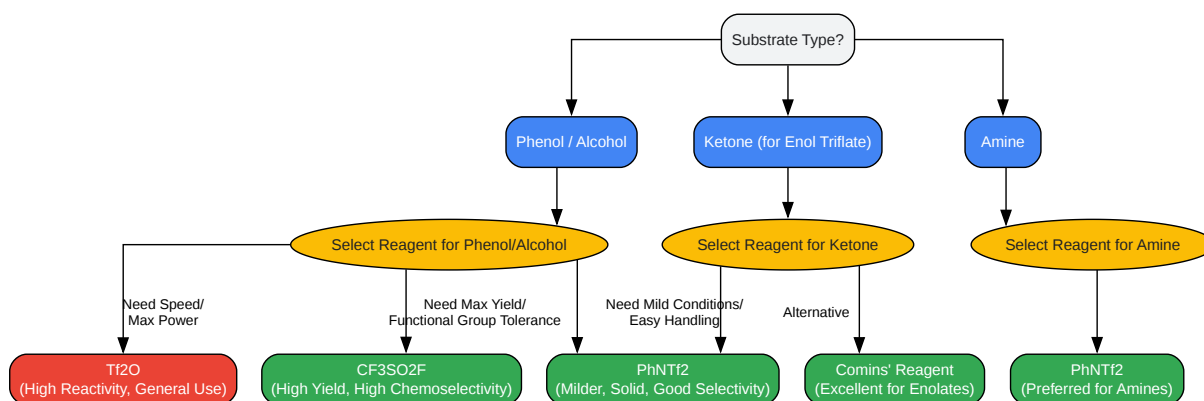 Substrate Type?
Phenol / Alcohol
Ketone (for Enol Triflate)
Amine
Select Reagent for Phenol/Alcohol
Select Reagent for Ketone
Select Reagent for Amine
Need Speed/
Max Power
Need Max Yield/
Functional Group Tolerance
Need Mild Conditions/
Easy Handling
Alternative
Tf2O
(High Reactivity, General Use)
CF3SO2F
(High Yield, High Chemoselectivity)
PhNTf2
(Milder, Solid, Good Selectivity)
Comins' Reagent
(Excellent for Enolates)
PhNTf2
(Preferred for Amines)